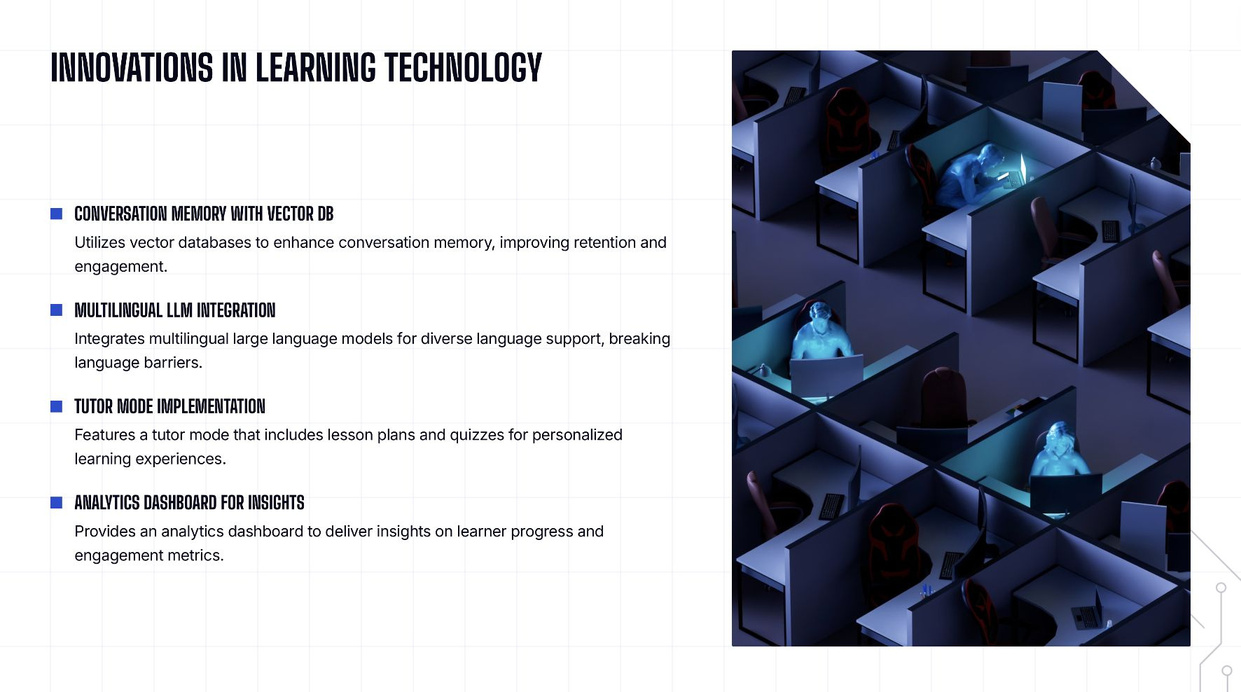 INNOVATIONS IN LEARNING TECHNOLOGY
CONVERSATION MEMORY WITH VECTOR DB
Utilizes vector databases to enhance conversation memory, improving retention and
engagement.
MULTILINGUAL LLM INTEGRATION
Integrates multilingual large language models for diverse language support, breaking
language barriers.
TUTOR MODE IMPLEMENTATION
Features a tutor mode that includes lesson plans and quizzes for personalized
learning experiences.
ANALYTICS DASHBOARD FOR INSIGHTS
Provides an analytics dashboard to deliver insights on learner progress and
engagement metrics.